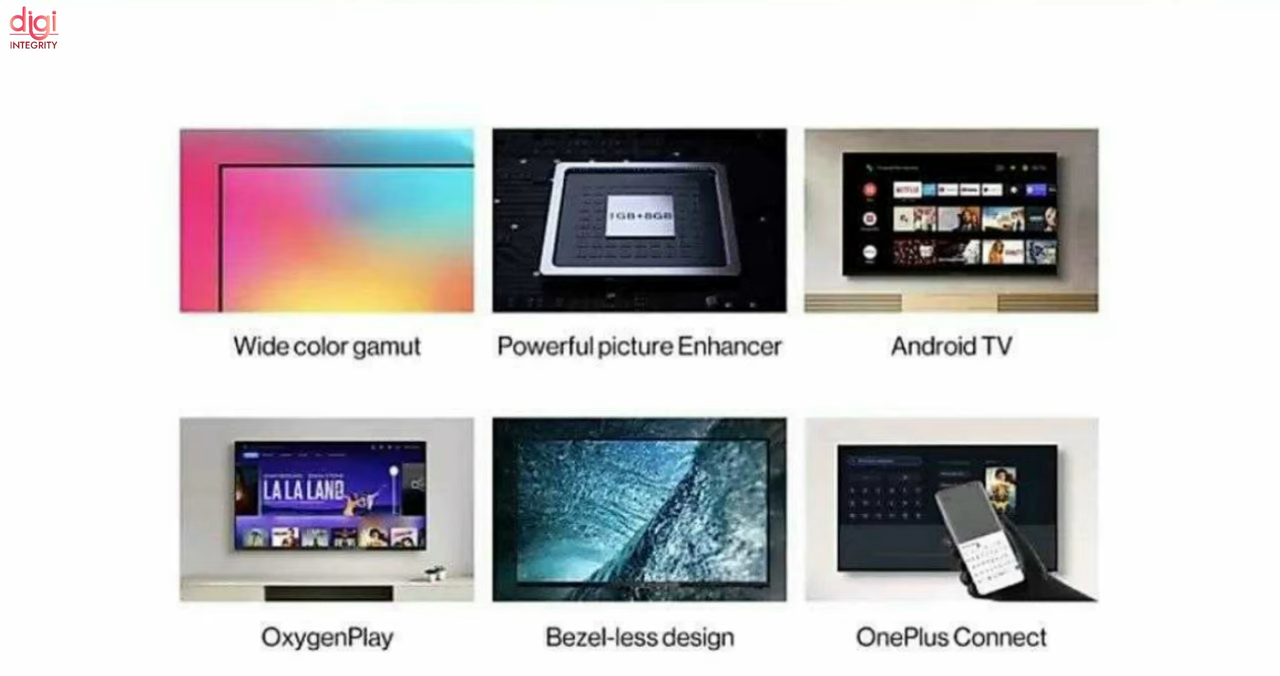 digi
INTEGRITY
1GB+8GB
NETFLIX
Wide color gamut
Powerful picture Enhancer
Android TV
LA LA LAND
OxygenPlay
Bezel-less design
OnePlus Connect